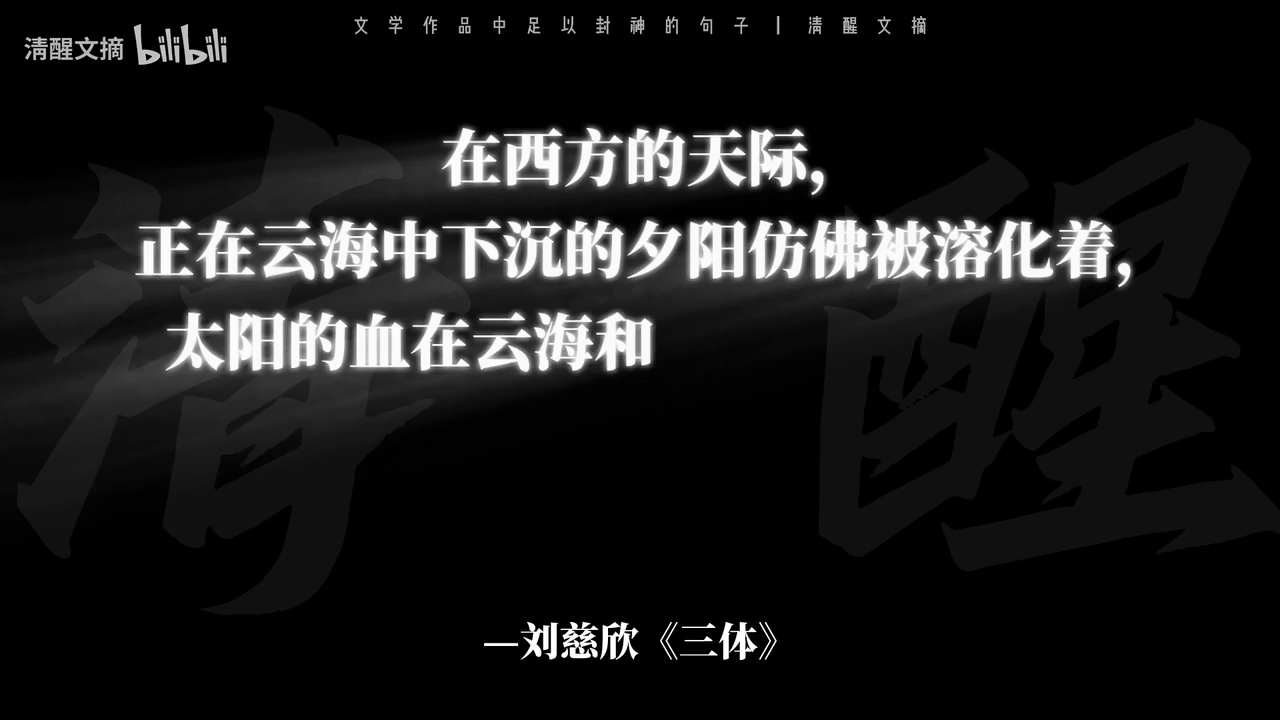 文学作品中足以封神的句子 | 清醒文摘
清醒文摘 bilibili
在西方的天际,
正在云海中下沉的夕阳仿佛被溶化着,
太阳的血在云海和
清醒
—刘慈欣《三体》